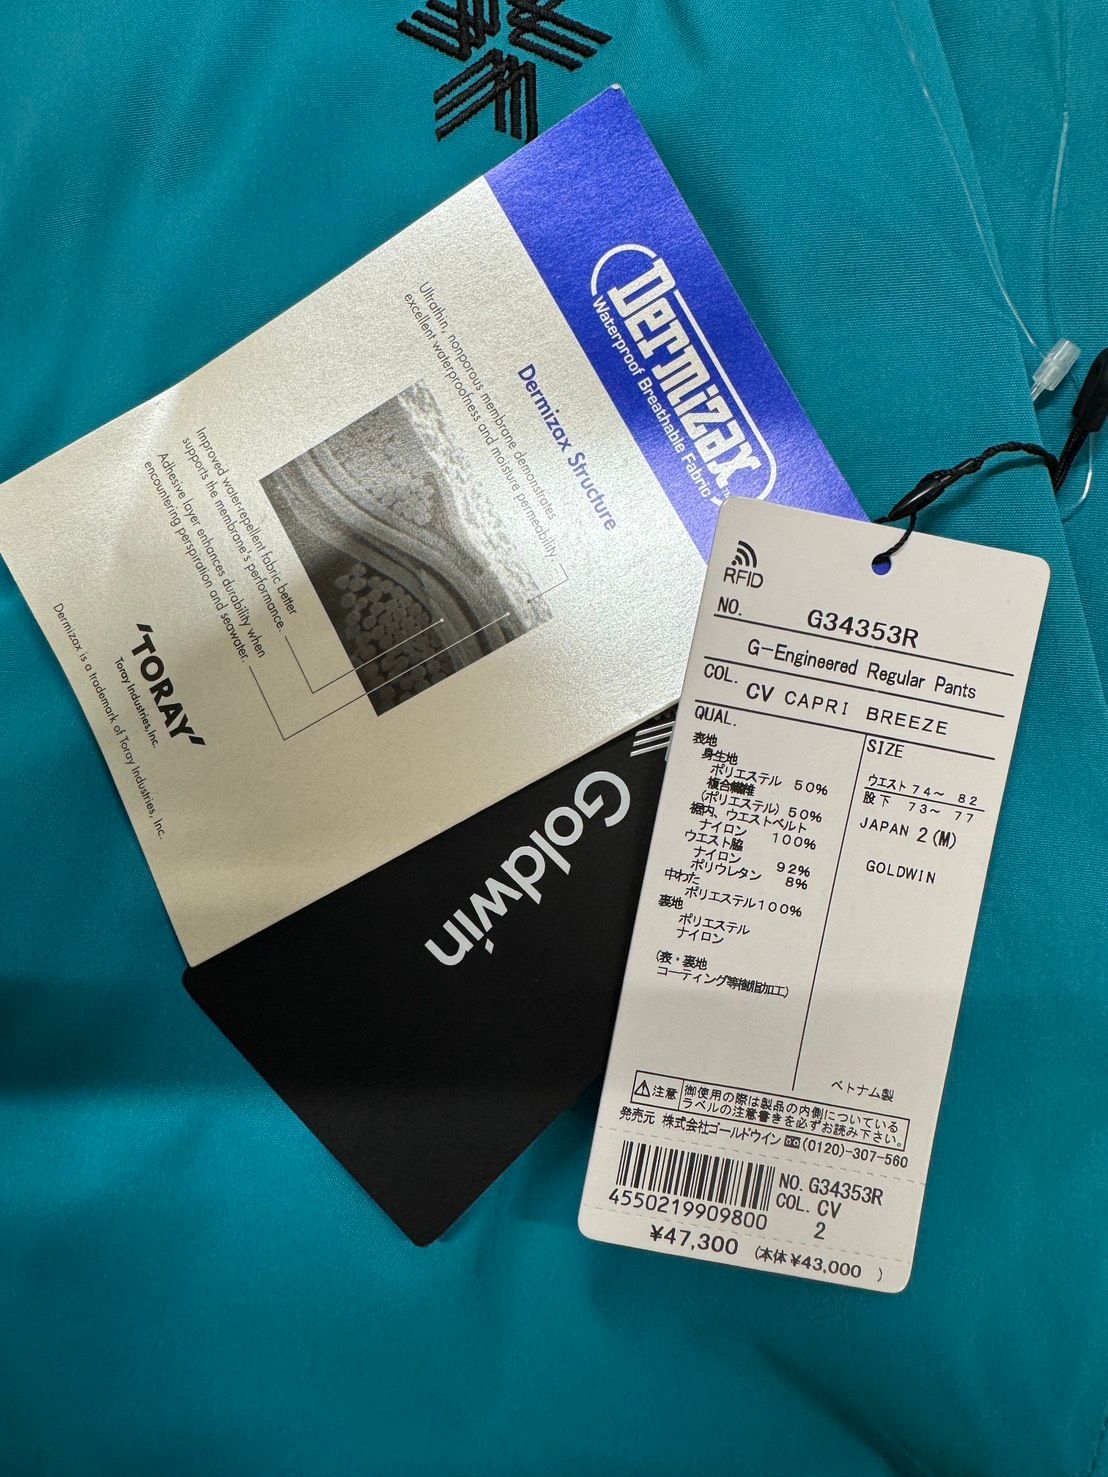 Dermizax
Waterproof Breathable Fabric
Dermizax Structure
Ultrathin, nonporous membrane demonstrates
excellent waterproofness and moisture permeability.
Improved water-repellent fabric better
supports the membrane's performance.
Adhesive layer enhances durability when
encountering perspiration and seawater.
'TORAY'
Toray Industries, Inc.
Dermizax is a trademark of Toray Industries, Inc.
Goldwin
RFID
NO. G34353R
G-Engineered Regular Pants
COL. CV CAPRI BREEZE
QUAL.
表地
身生地
ポリエステル 50%
複合繊維
(ポリエステル) 50%
裾内、ウエストベルト
ナイロン 100%
ウエスト脇
ナイロン 92%
ポリウレタン 8%
中わた
ポリエステル100%
裏地
ポリエステル
ナイロン
(表・裏地
コーティング等樹脂加工)
SIZE
ウエスト 74~ 82
股下 73~ 77
JAPAN 2 (M)
GOLDWIN
ベトナム製
注意 御使用の際は製品の内側についている
ラベルの注意書きを必ずお読み下さい。
発売元 株式会社ゴールドウイン (0120)-307-560
4550219909800
NO. G34353R
COL. CV
2
¥47,300 (本体 ¥43,000 )